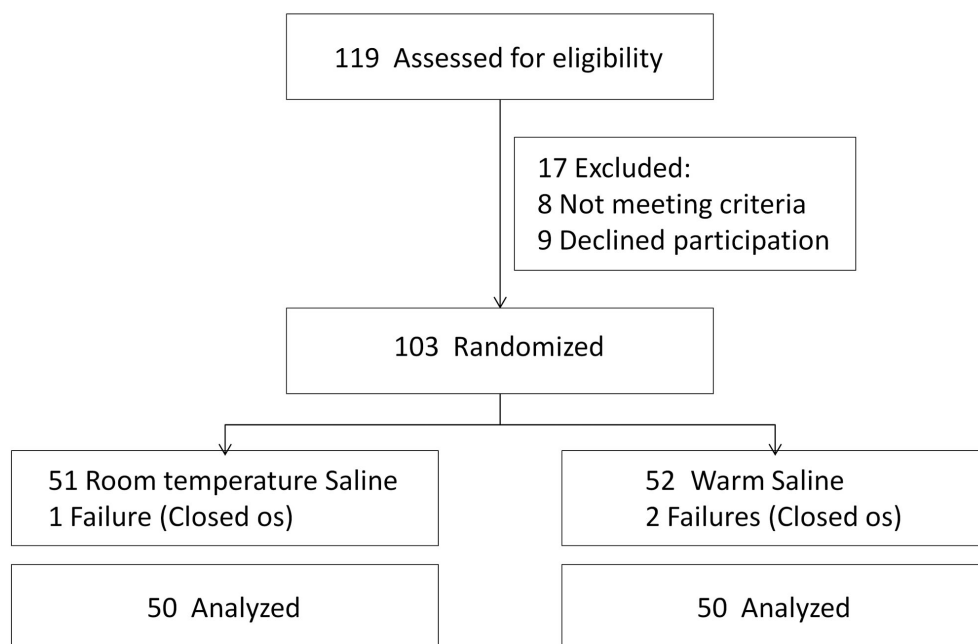 119 Assessed for eligibility
17 Excluded:
8 Not meeting criteria
9 Declined participation
103 Randomized
51 Room temperature Saline
1 Failure (Closed os)
52 Warm Saline
2 Failures (Closed os)
50 Analyzed
50 Analyzed